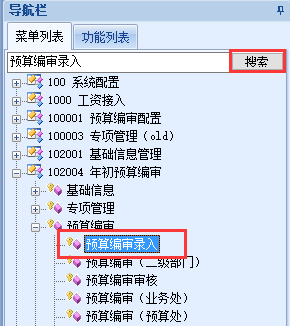 导航栏
菜单列表 功能列表
预算编审录入 搜索
100 系统配置
1000 工资接入
100001 预算编审配置
100003 专项管理（old）
102001 基础信息管理
102004 年初预算编审
基础信息
专项管理
预算编审
预算编审录入
预算编审（二级部门）
预算编审审核
预算编审（业务处）
预算编审（预算处）